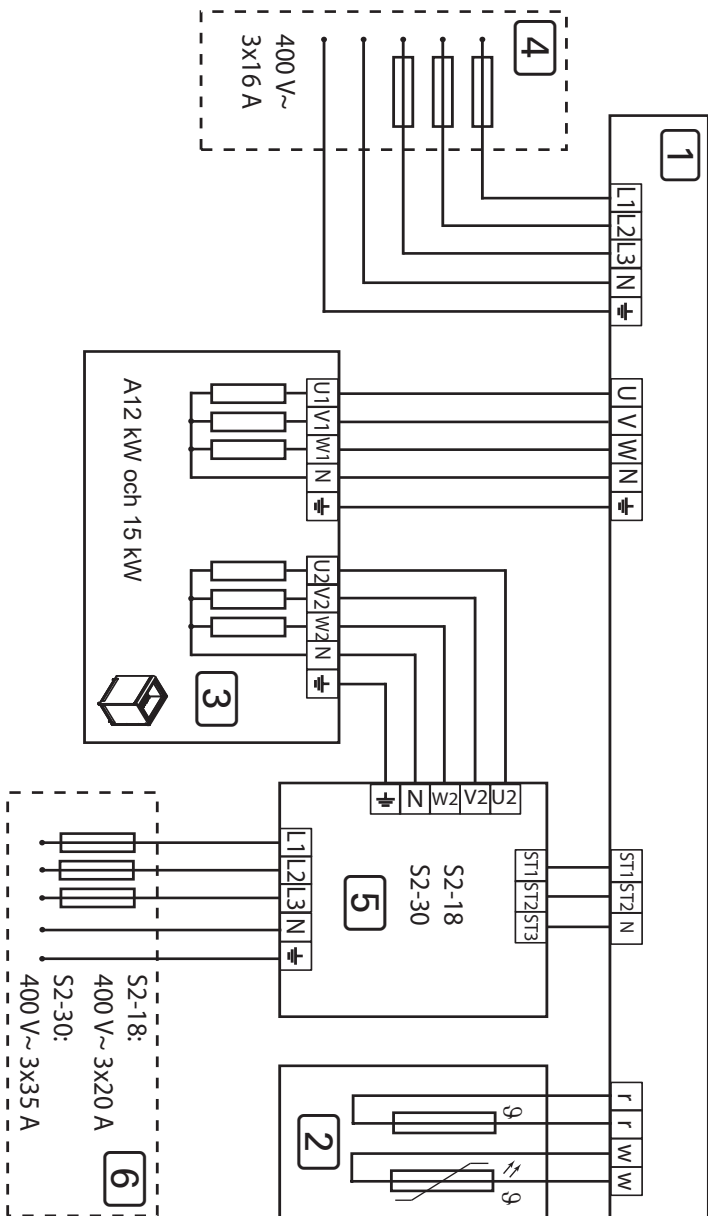 4
400 V~
3x16 A
1
L1 L2 L3 N
U V W N
ST1 ST2 N
r r w w
U1 V1 W1 N
U2 V2 W2 N
A12 kW och 15 kW
3
U2 V2 W2 N
ST1 ST2 ST3
S2-18
S2-30
5
L1 L2 L3 N
S2-18:
400 V~ 3x20 A
S2-30:
400 V~ 3x35 A
6
ϑ
ϑ
2